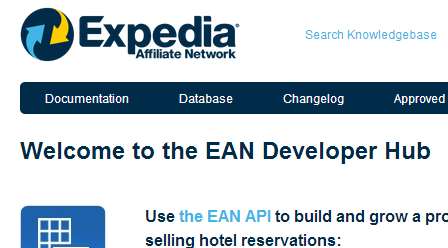 Expedia®
Affiliate Network
Search Knowledgebase
Documentation Database Changelog Approved
Welcome to the EAN Developer Hub
Use the EAN API to build and grow a pro
selling hotel reservations: